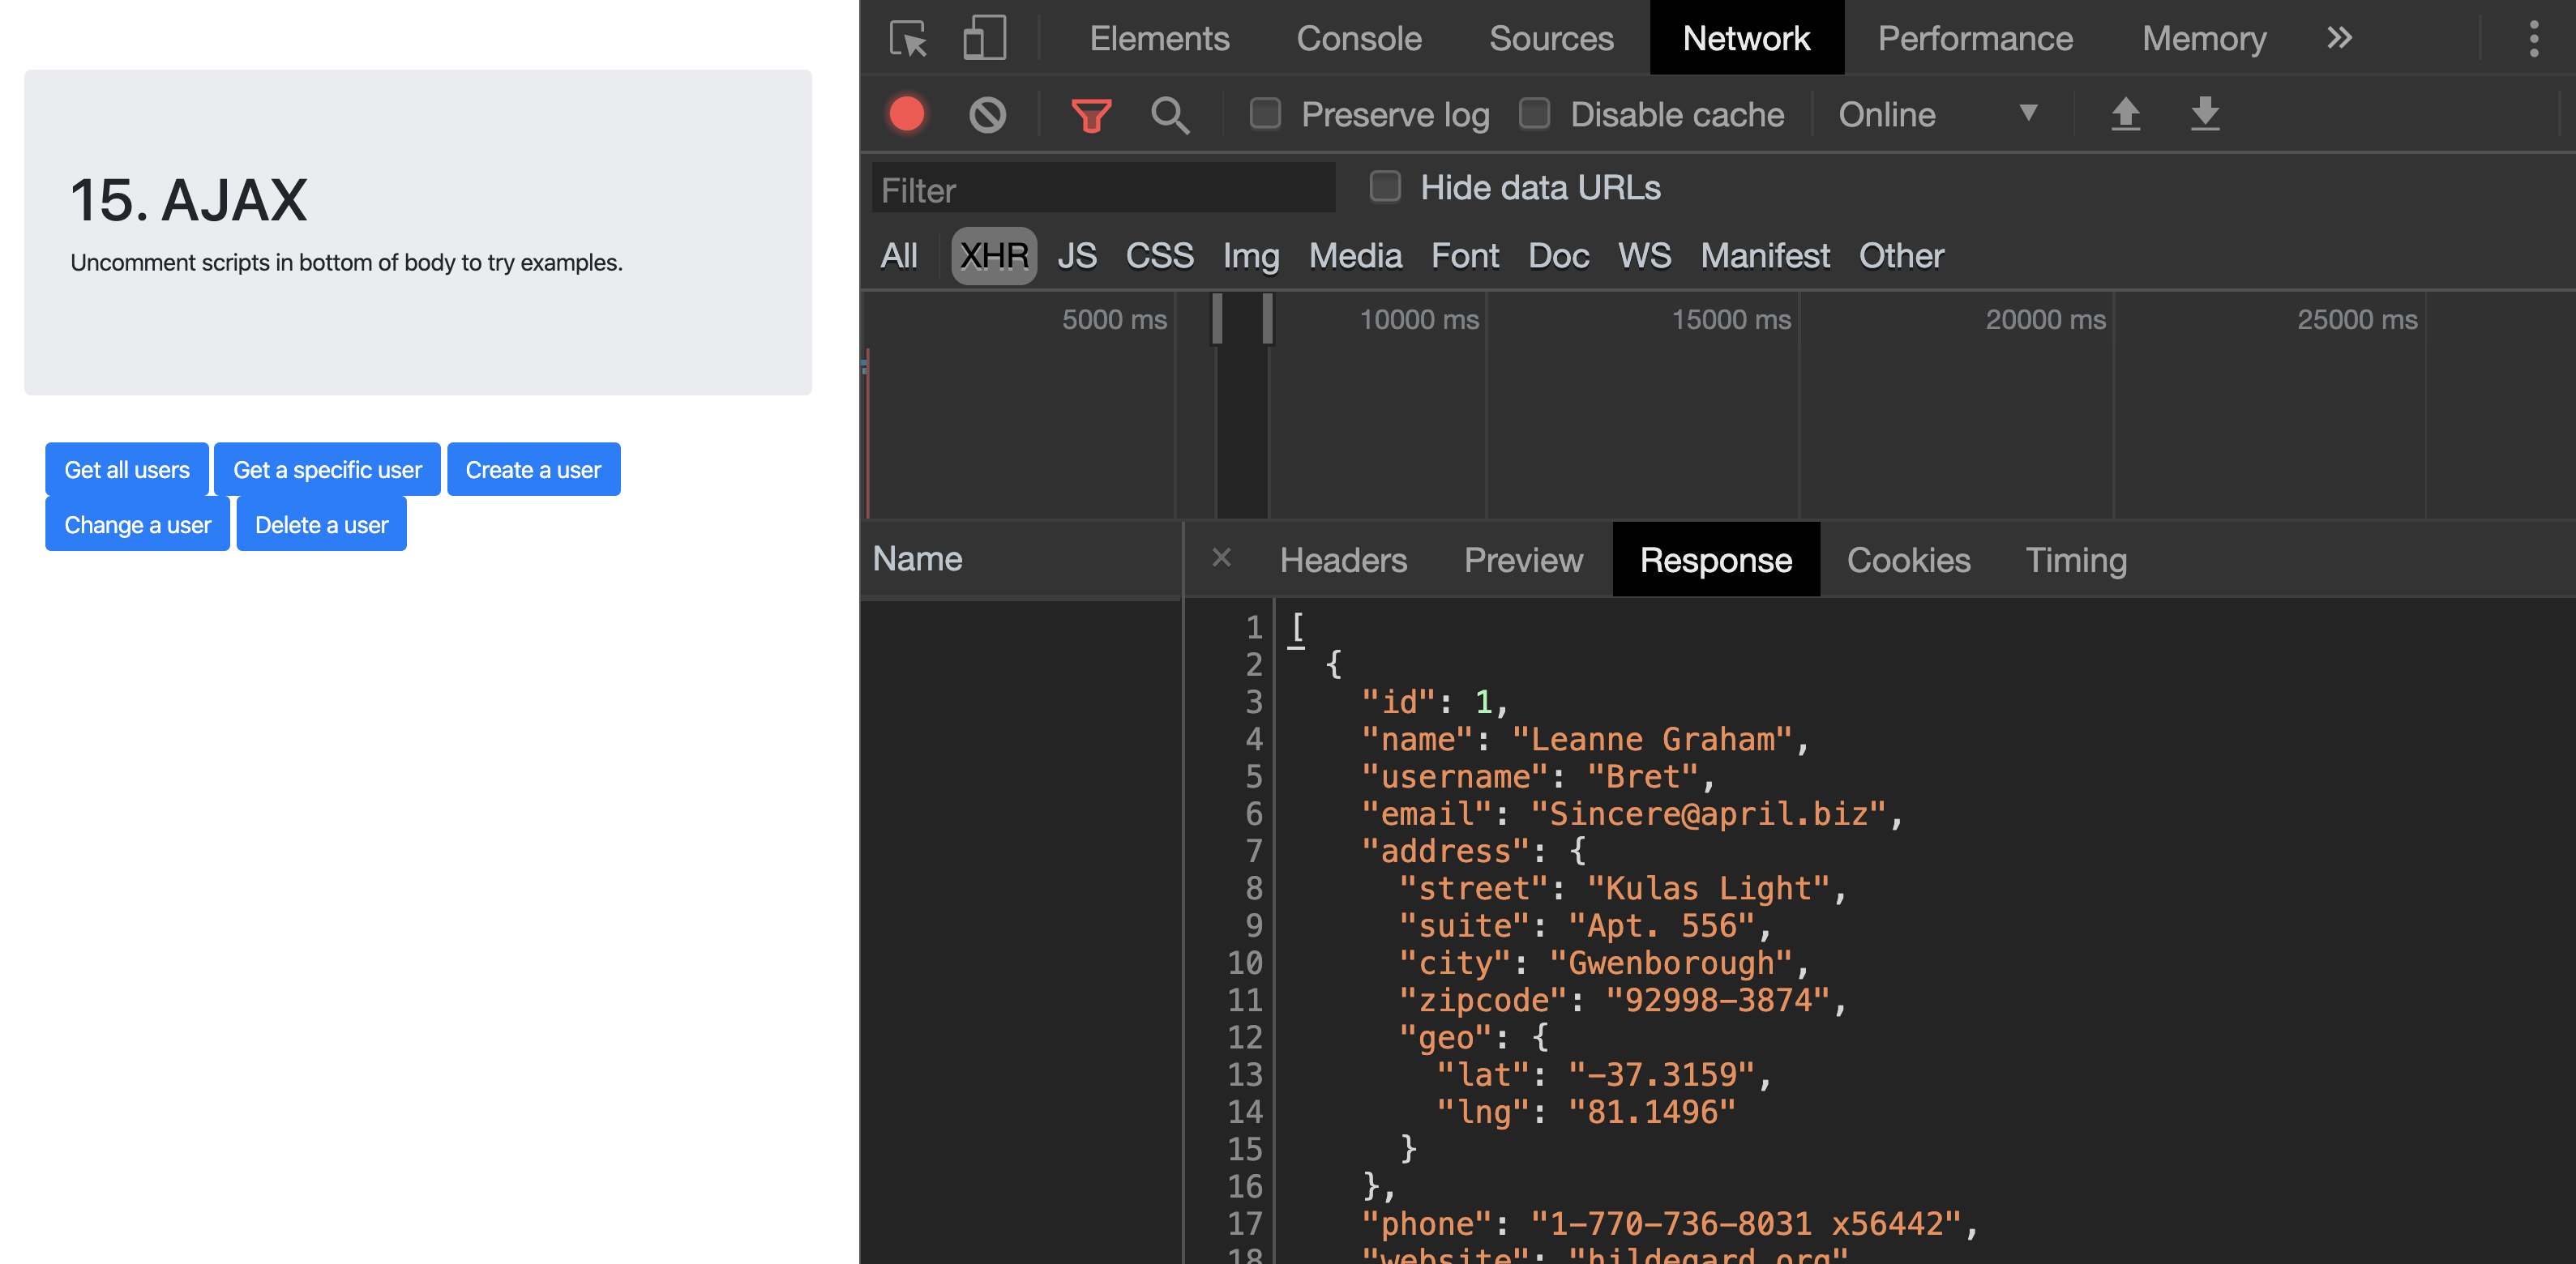 15. AJAX
Uncomment scripts in bottom of body to try examples.
Get all users Get a specific user Create a user
Change a user Delete a user
Elements Console Sources Network Performance Memory
Preserve log Disable cache Online
Filter Hide data URLs
All XHR JS CSS Img Media Font Doc WS Manifest Other
5000 ms 10000 ms 15000 ms 20000 ms 25000 ms
Name × Headers Preview Response Cookies Timing
1 [
2 {
3 "id": 1,
4 "name": "Leanne Graham",
5 "username": "Bret",
6 "email": "Sincere@april.biz",
7 "address": {
8 "street": "Kulas Light",
9 "suite": "Apt. 556",
10 "city": "Gwenborough",
11 "zipcode": "92998-3874",
12 "geo": {
13 "lat": "-37.3159",
14 "lng": "81.1496"
15 }
16 },
17 "phone": "1-770-736-8031 x56442",
18 "website": "hildegard.org"